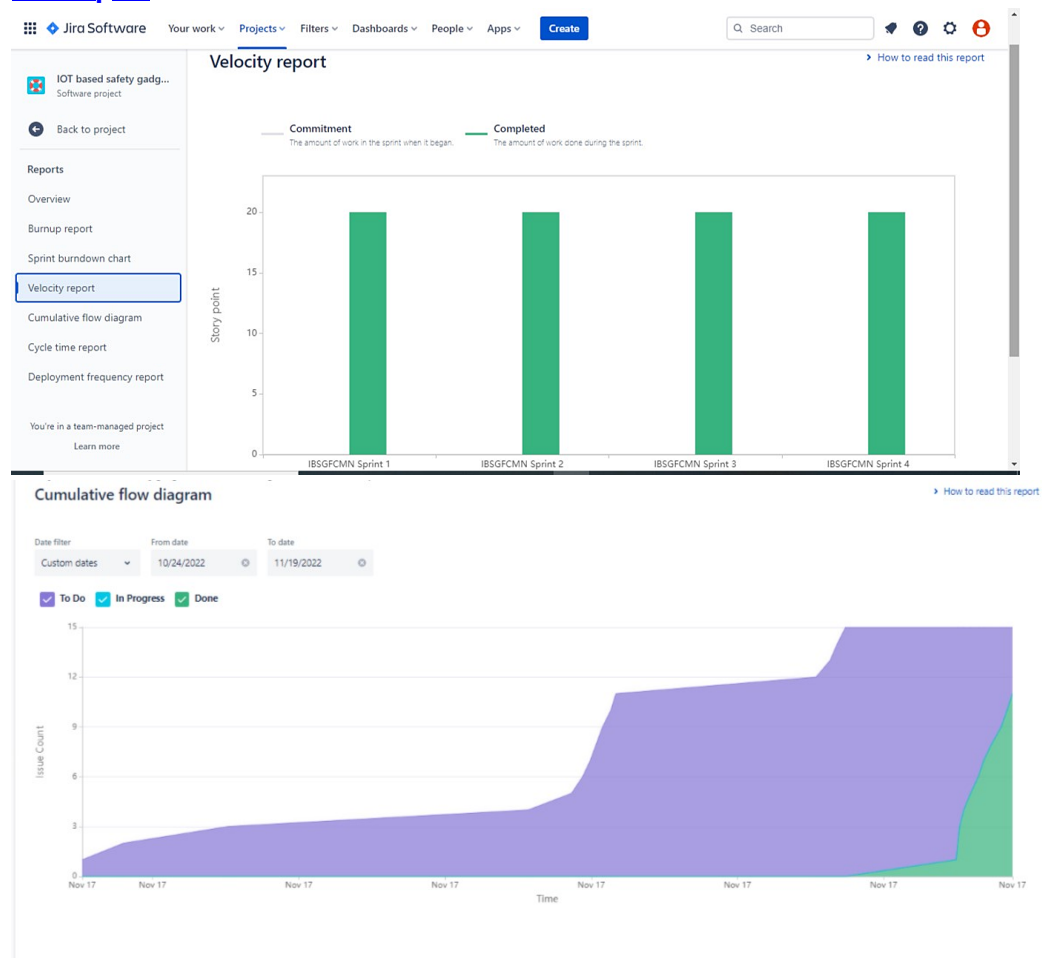 Jira Software Your work Projects Filters Dashboards People Apps Create Search
IOT based safety gadg...
Software project
Back to project
Reports
Overview
Burnup report
Sprint burndown chart
Velocity report
Cumulative flow diagram
Cycle time report
Deployment frequency report
You're in a team-managed project
Learn more
Velocity report
How to read this report
Commitment
The amount of work in the sprint when it began.
Completed
The amount of work done during the sprint.
Story point
20
15
10
5
0
IBSGFCMN Sprint 1 IBSGFCMN Sprint 2 IBSGFCMN Sprint 3 IBSGFCMN Sprint 4
Cumulative flow diagram
How to read this report
Date filter From date To date
Custom dates 10/24/2022 11/19/2022
To Do In Progress Done
Issue Count
15
12
9
6
3
0
Nov 17 Nov 17 Nov 17 Nov 17 Nov 17 Nov 17 Nov 17 Nov 17
Time